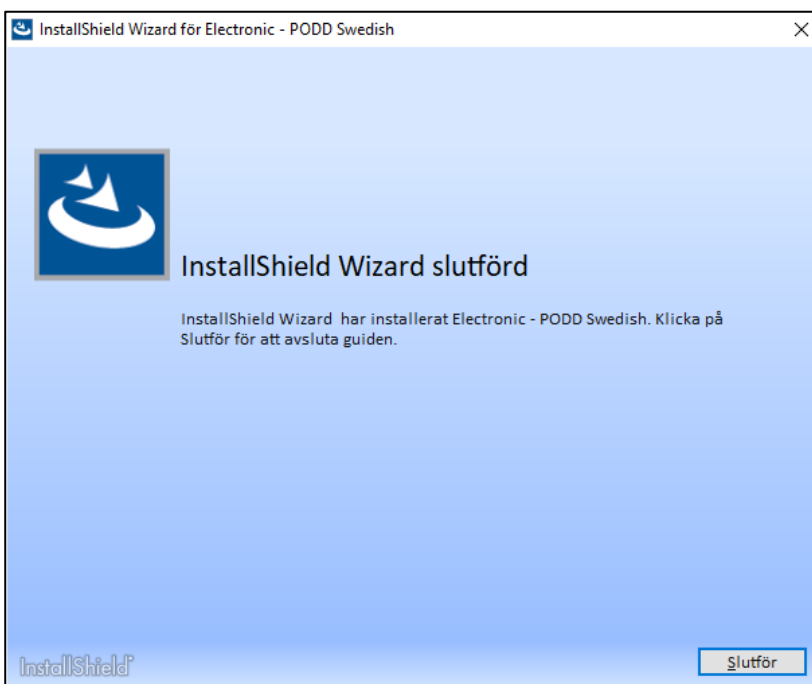 InstallShield Wizard för Electronic - PODD Swedish
InstallShield Wizard slutförd
InstallShield Wizard har installerat Electronic - PODD Swedish. Klicka på
Slutför för att avsluta guiden.
InstallShield
Slutför